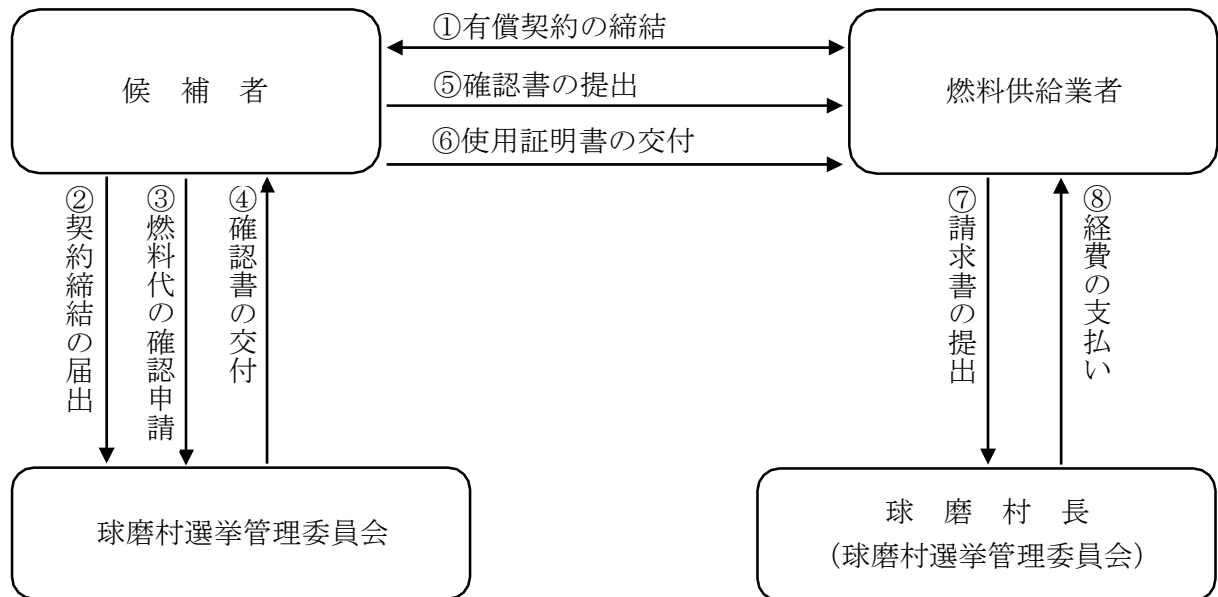 ①有償契約の締結
候　補　者
⑤確認書の提出
燃料供給業者
⑥使用証明書の交付
②契約締結の届出
③燃料代の確認申請
④確認書の交付
⑦請求書の提出
⑧経費の支払い
球磨村選挙管理委員会
球　磨　村　長
（球磨村選挙管理委員会）